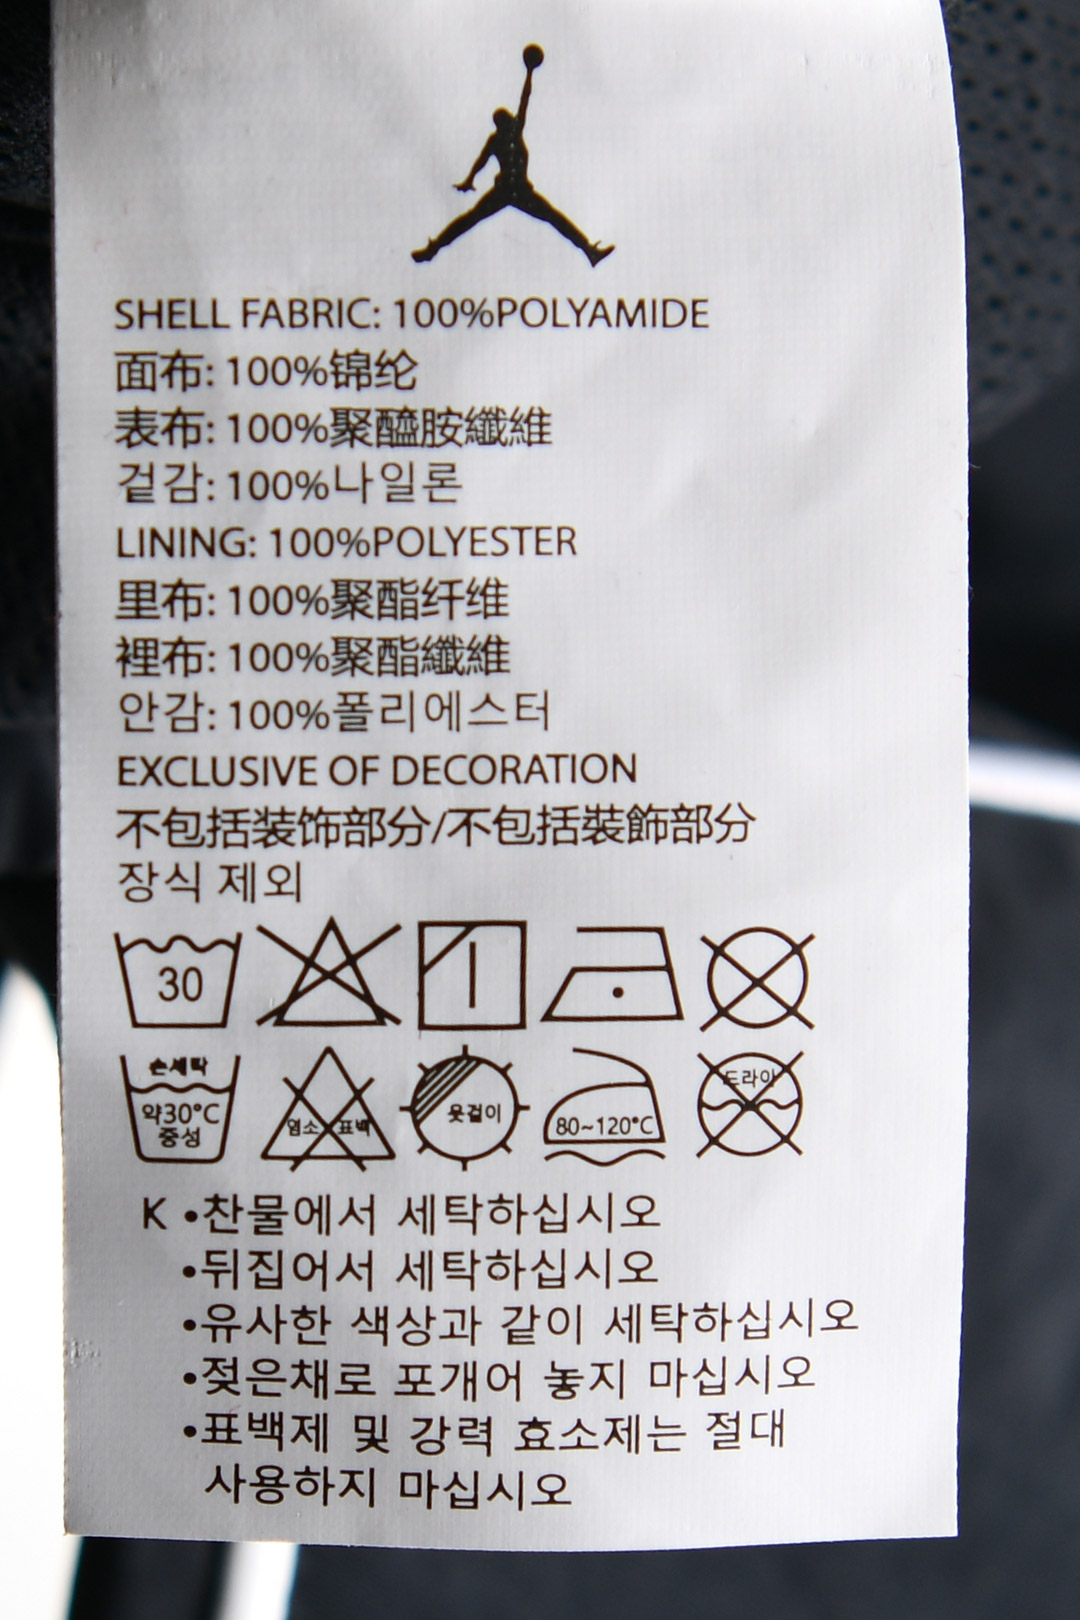 SHELL FABRIC: 100%POLYAMIDE
面布: 100%锦纶
表布: 100%聚醯胺纖維
겉감: 100%나일론
LINING: 100%POLYESTER
里布: 100%聚酯纤维
裡布: 100%聚酯纖維
안감: 100%폴리에스터
EXCLUSIVE OF DECORATION
不包括装饰部分/不包括裝飾部分
장식 제외
30
손세탁
약30°C
중성
염소 표백
옷걸이
80~120°C
드라이
K •찬물에서 세탁하십시오
•뒤집어서 세탁하십시오
•유사한 색상과 같이 세탁하십시오
•젖은채로 포개어 놓지 마십시오
•표백제 및 강력 효소제는 절대
사용하지 마십시오